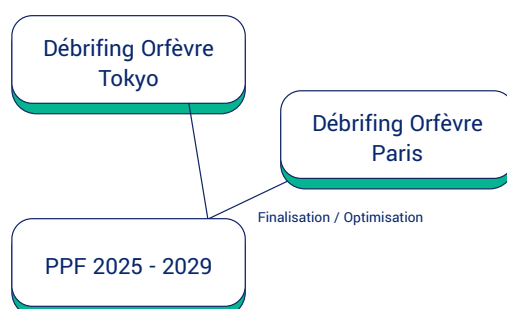 Débrifing Orfèvre
Tokyo
Débrifing Orfèvre
Paris
Finalisation / Optimisation
PPF 2025 - 2029